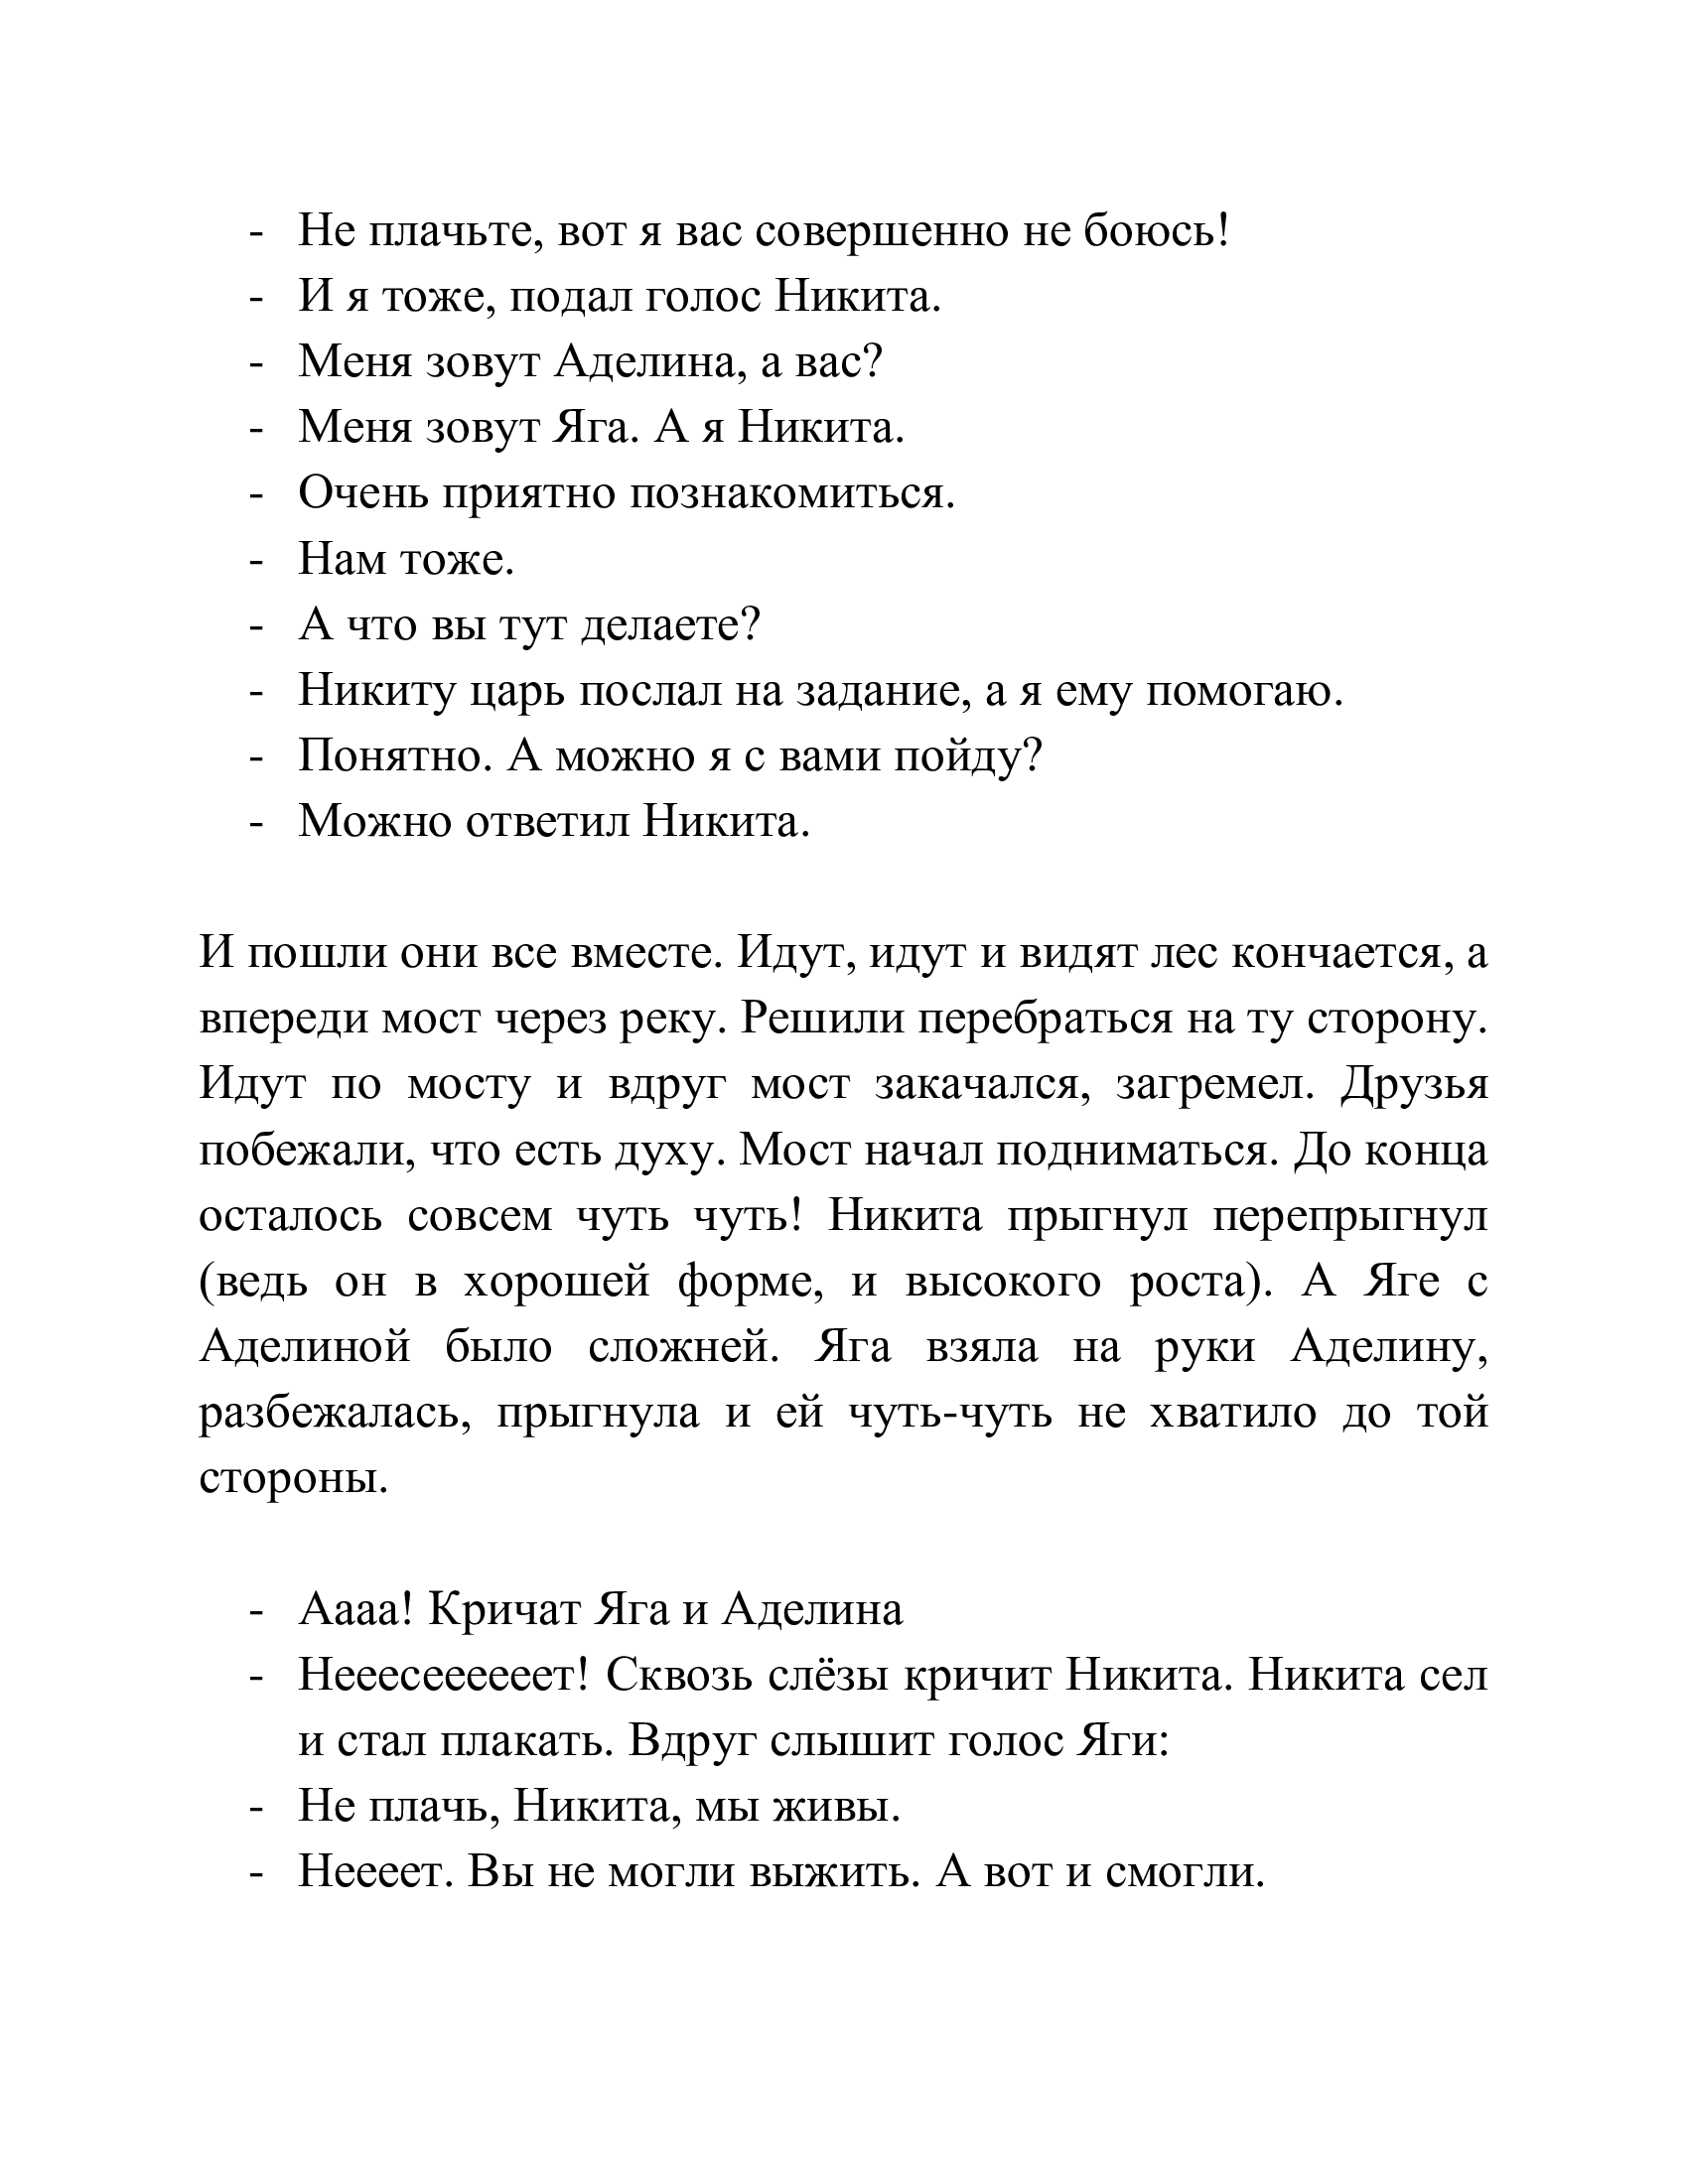 - Не плачьте, вот я вас совершенно не боюсь!
- И я тоже, подал голос Никита.
- Меня зовут Аделина, а вас?
- Меня зовут Яга. А я Никита.
- Очень приятно познакомиться.
- Нам тоже.
- А что вы тут делаете?
- Никиту царь послал на задание, а я ему помогаю.
- Понятно. А можно я с вами пойду?
- Можно ответил Никита.
И пошли они все вместе. Идут, идут и видят лес кончается, а
впереди мост через реку. Решили перебраться на ту сторону.
Идут по мосту и вдруг мост закачался, загремел. Друзья
побежали, что есть духу. Мост начал подниматься. До конца
осталось совсем чуть чуть! Никита прыгнул перепрыгнул
(ведь он в хорошей форме, и высокого роста). А Яге с
Аделиной было сложней. Яга взяла на руки Аделину,
разбежалась, прыгнула и ей чуть-чуть не хватило до той
стороны.
- Аааа! Кричат Яга и Аделина
- Неееесеееееет! Сквозь слёзы кричит Никита. Никита сел
и стал плакать. Вдруг слышит голос Яги:
- Не плачь, Никита, мы живы.
- Неееет. Вы не могли выжить. А вот и смогли.